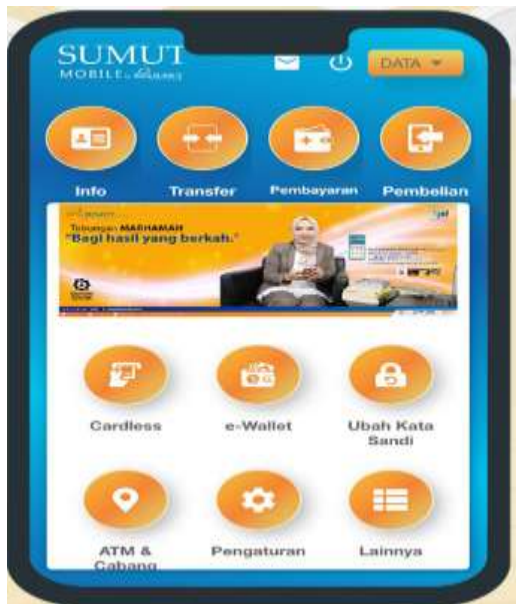 SUMUT
MOBILE
DATA
Info
Transfer
Pembayaran
Pembelian
Tabungan MARHAMAH
"Bagi hasil yang berkah."
Cardless
e-Wallet
Ubah Kata
Sandi
ATM &
Cabang
Pengaturan
Lainnya